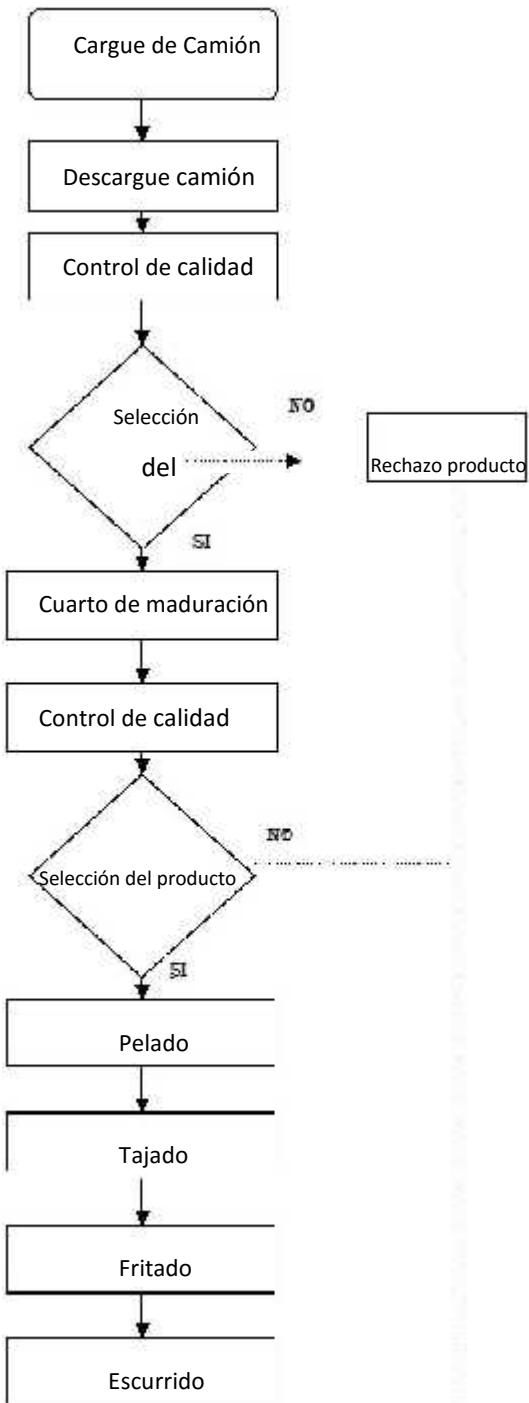 Cargue de Camión
Descargue camión
Control de calidad
Selección
NO
del
Rechazo producto
SI
Cuarto de maduración
Control de calidad
NO
Selección del producto
SI
Pelado
Tajado
Fritado
Escurrido